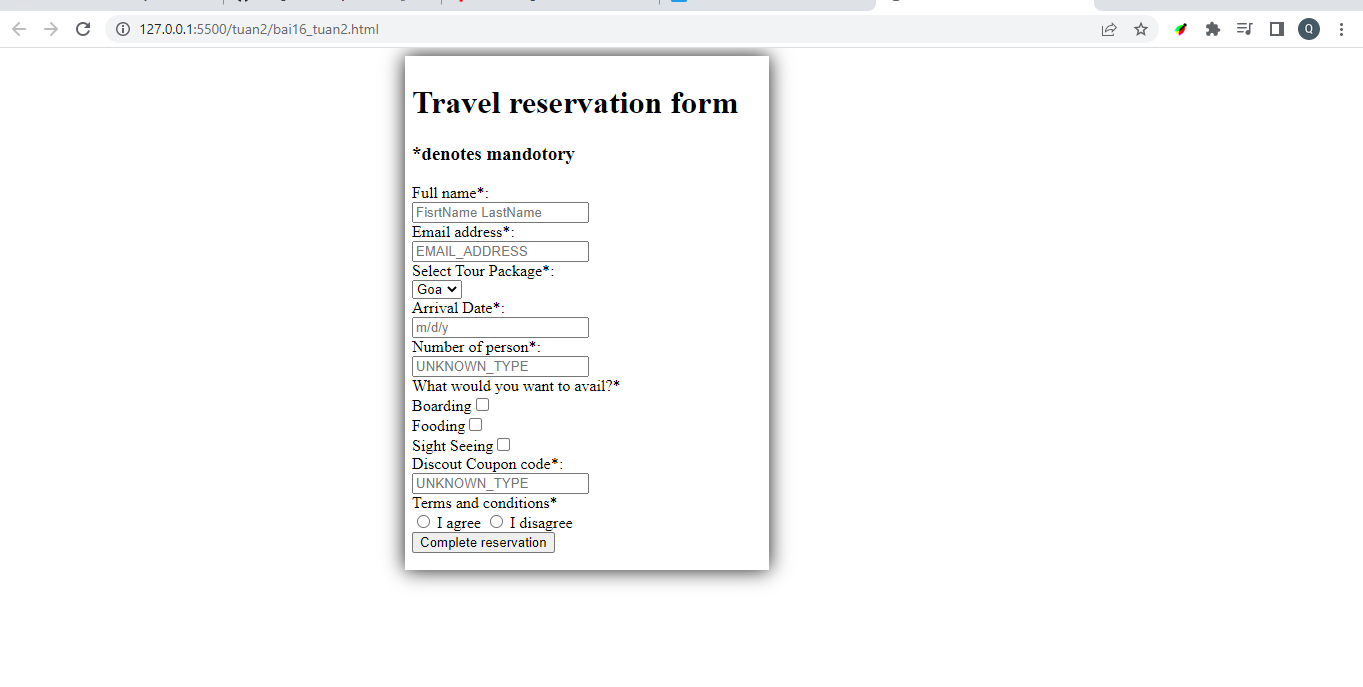 127.0.0.1:5500/tuan2/bai16_tuan2.html
Q
Travel reservation form
*denotes mandotory
Full name*:
FisrtName LastName
Email address*:
EMAIL_ADDRESS
Select Tour Package*:
Goa
Arrival Date*:
m/d/y
Number of person*:
UNKNOWN_TYPE
What would you want to avail?*
Boarding
Fooding
Sight Seeing
Discout Coupon code*:
UNKNOWN_TYPE
Terms and conditions*
I agree I disagree
Complete reservation